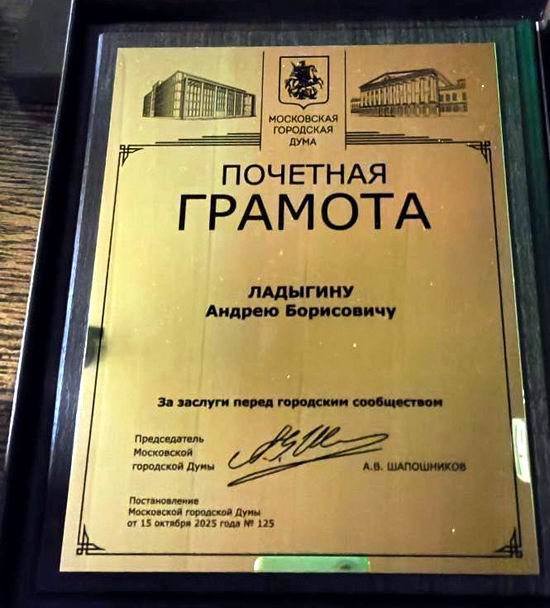 МОСКОВСКАЯ
ГОРОДСКАЯ
ДУМА
ПОЧЕТНАЯ
ГРАМОТА
ЛАДЫГИНУ
Андрею Борисовичу
За заслуги перед городским сообществом
Председатель
Московской
городской Думы
А.В. ШАПОШНИКОВ
Постановление
Московской городской Думы
от 15 октября 2025 года № 125